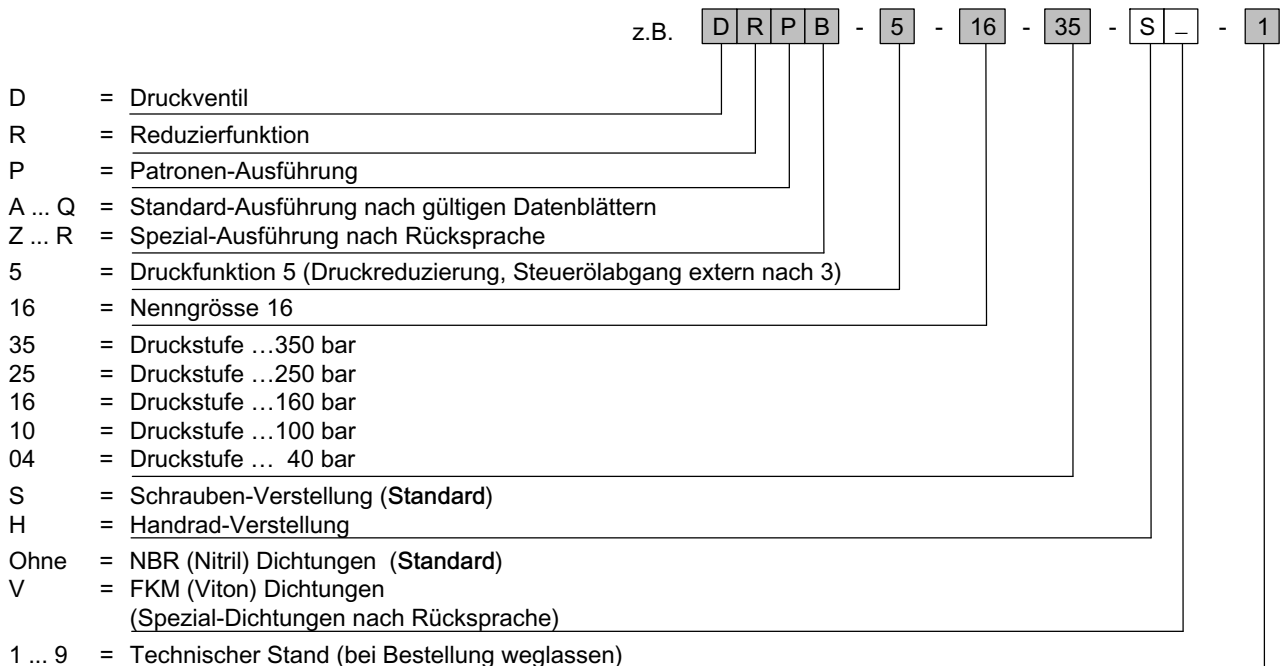 z.B. D R P B - 5 - 16 - 35 - S _ - 1
D = Druckventil
R = Reduzierfunktion
P = Patronen-Ausführung
A ... Q = Standard-Ausführung nach gültigen Datenblättern
Z ... R = Spezial-Ausführung nach Rücksprache
5 = Druckfunktion 5 (Druckreduzierung, Steuerölabgang extern nach 3)
16 = Nenngrösse 16
35 = Druckstufe …350 bar
25 = Druckstufe …250 bar
16 = Druckstufe …160 bar
10 = Druckstufe …100 bar
04 = Druckstufe … 40 bar
S = Schrauben-Verstellung (Standard)
H = Handrad-Verstellung
Ohne = NBR (Nitril) Dichtungen (Standard)
V = FKM (Viton) Dichtungen
(Spezial-Dichtungen nach Rücksprache)
1 ... 9 = Technischer Stand (bei Bestellung weglassen)